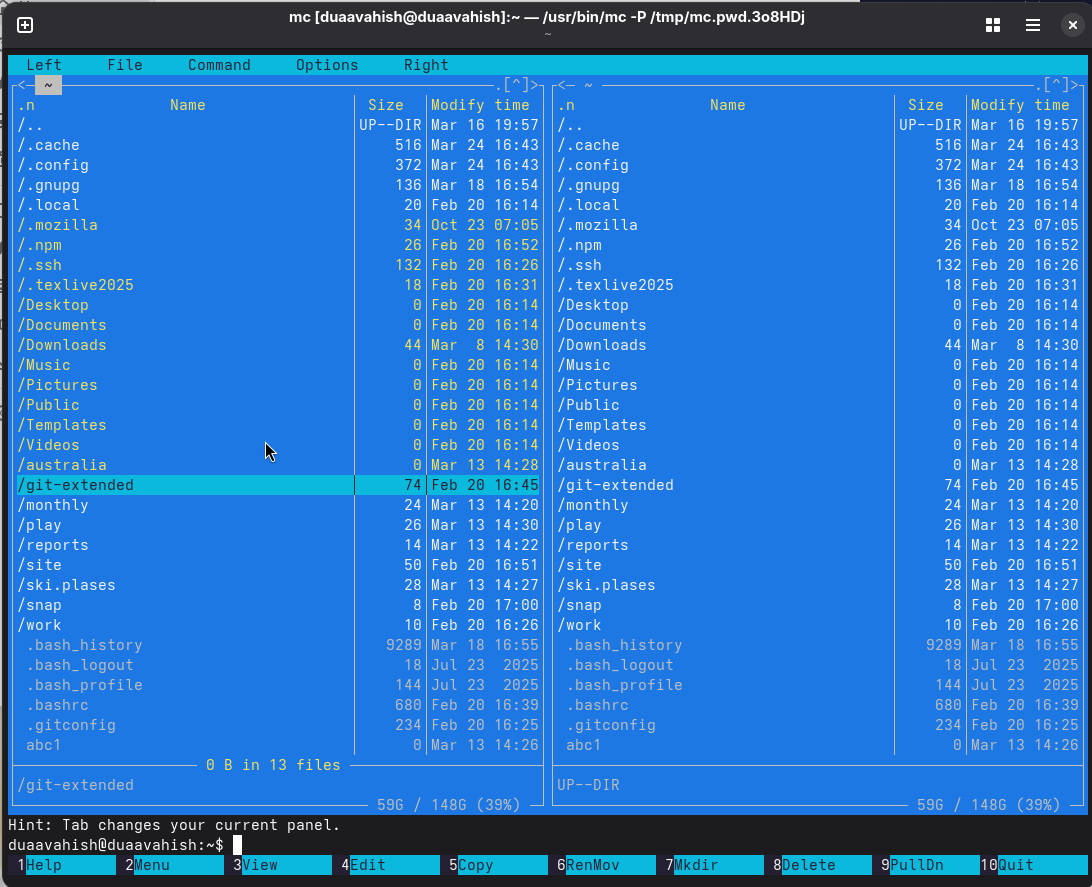 mc [duaavahish@duaavahish]:~ — /usr/bin/mc -P /tmp/mc.pwd.3o8HDj
~
Left File Command Options Right
<─ ~ ─.[^]> <─ ~ ─.[^]>
.n Name Size Modify time .n Name Size Modify time
/.. UP--DIR Mar 16 19:57 /.. UP--DIR Mar 16 19:57
/.cache 516 Mar 24 16:43 /.cache 516 Mar 24 16:43
/.config 372 Mar 24 16:43 /.config 372 Mar 24 16:43
/.gnupg 136 Mar 18 16:54 /.gnupg 136 Mar 18 16:54
/.local 20 Feb 20 16:14 /.local 20 Feb 20 16:14
/.mozilla 34 Oct 23 07:05 /.mozilla 34 Oct 23 07:05
/.npm 26 Feb 20 16:52 /.npm 26 Feb 20 16:52
/.ssh 132 Feb 20 16:26 /.ssh 132 Feb 20 16:26
/.texlive2025 18 Feb 20 16:31 /.texlive2025 18 Feb 20 16:31
/Desktop 0 Feb 20 16:14 /Desktop 0 Feb 20 16:14
/Documents 0 Feb 20 16:14 /Documents 0 Feb 20 16:14
/Downloads 44 Mar 8 14:30 /Downloads 44 Mar 8 14:30
/Music 0 Feb 20 16:14 /Music 0 Feb 20 16:14
/Pictures 0 Feb 20 16:14 /Pictures 0 Feb 20 16:14
/Public 0 Feb 20 16:14 /Public 0 Feb 20 16:14
/Templates 0 Feb 20 16:14 /Templates 0 Feb 20 16:14
/Videos 0 Feb 20 16:14 /Videos 0 Feb 20 16:14
/australia 0 Mar 13 14:28 /australia 0 Mar 13 14:28
/git-extended 74 Feb 20 16:45 /git-extended 74 Feb 20 16:45
/monthly 24 Mar 13 14:20 /monthly 24 Mar 13 14:20
/play 26 Mar 13 14:30 /play 26 Mar 13 14:30
/reports 14 Mar 13 14:22 /reports 14 Mar 13 14:22
/site 50 Feb 20 16:51 /site 50 Feb 20 16:51
/ski.plases 28 Mar 13 14:27 /ski.plases 28 Mar 13 14:27
/snap 8 Feb 20 17:00 /snap 8 Feb 20 17:00
/work 10 Feb 20 16:26 /work 10 Feb 20 16:26
.bash_history 9289 Mar 18 16:55 .bash_history 9289 Mar 18 16:55
.bash_logout 18 Jul 23 2025 .bash_logout 18 Jul 23 2025
.bash_profile 144 Jul 23 2025 .bash_profile 144 Jul 23 2025
.bashrc 680 Feb 20 16:39 .bashrc 680 Feb 20 16:39
.gitconfig 234 Feb 20 16:25 .gitconfig 234 Feb 20 16:25
abc1 0 Mar 13 14:26 abc1 0 Mar 13 14:26
0 B in 13 files
/git-extended UP--DIR
59G / 148G (39%) 59G / 148G (39%)
Hint: Tab changes your current panel.
duaavahish@duaavahish:~$
1Help 2Menu 3View 4Edit 5Copy 6RenMov 7Mkdir 8Delete 9PullDn 10Quit